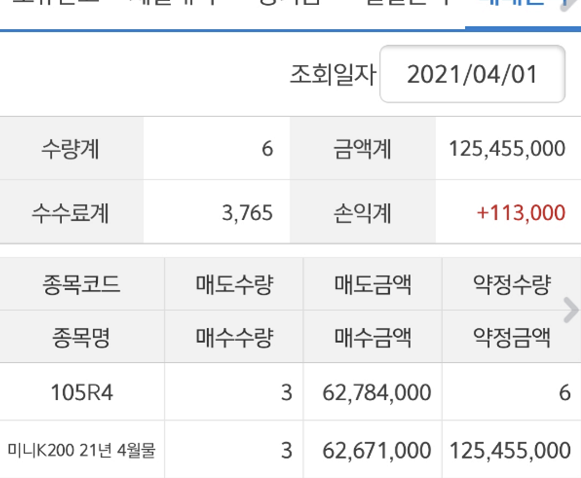 조회일자 2021/04/01
수량계 6 금액계 125,455,000
수수료계 3,765 손익계 +113,000
종목코드 매도수량 매도금액 약정수량
종목명 매수수량 매수금액 약정금액
105R4 3 62,784,000 6
미니K200 21년 4월물 3 62,671,000 125,455,000